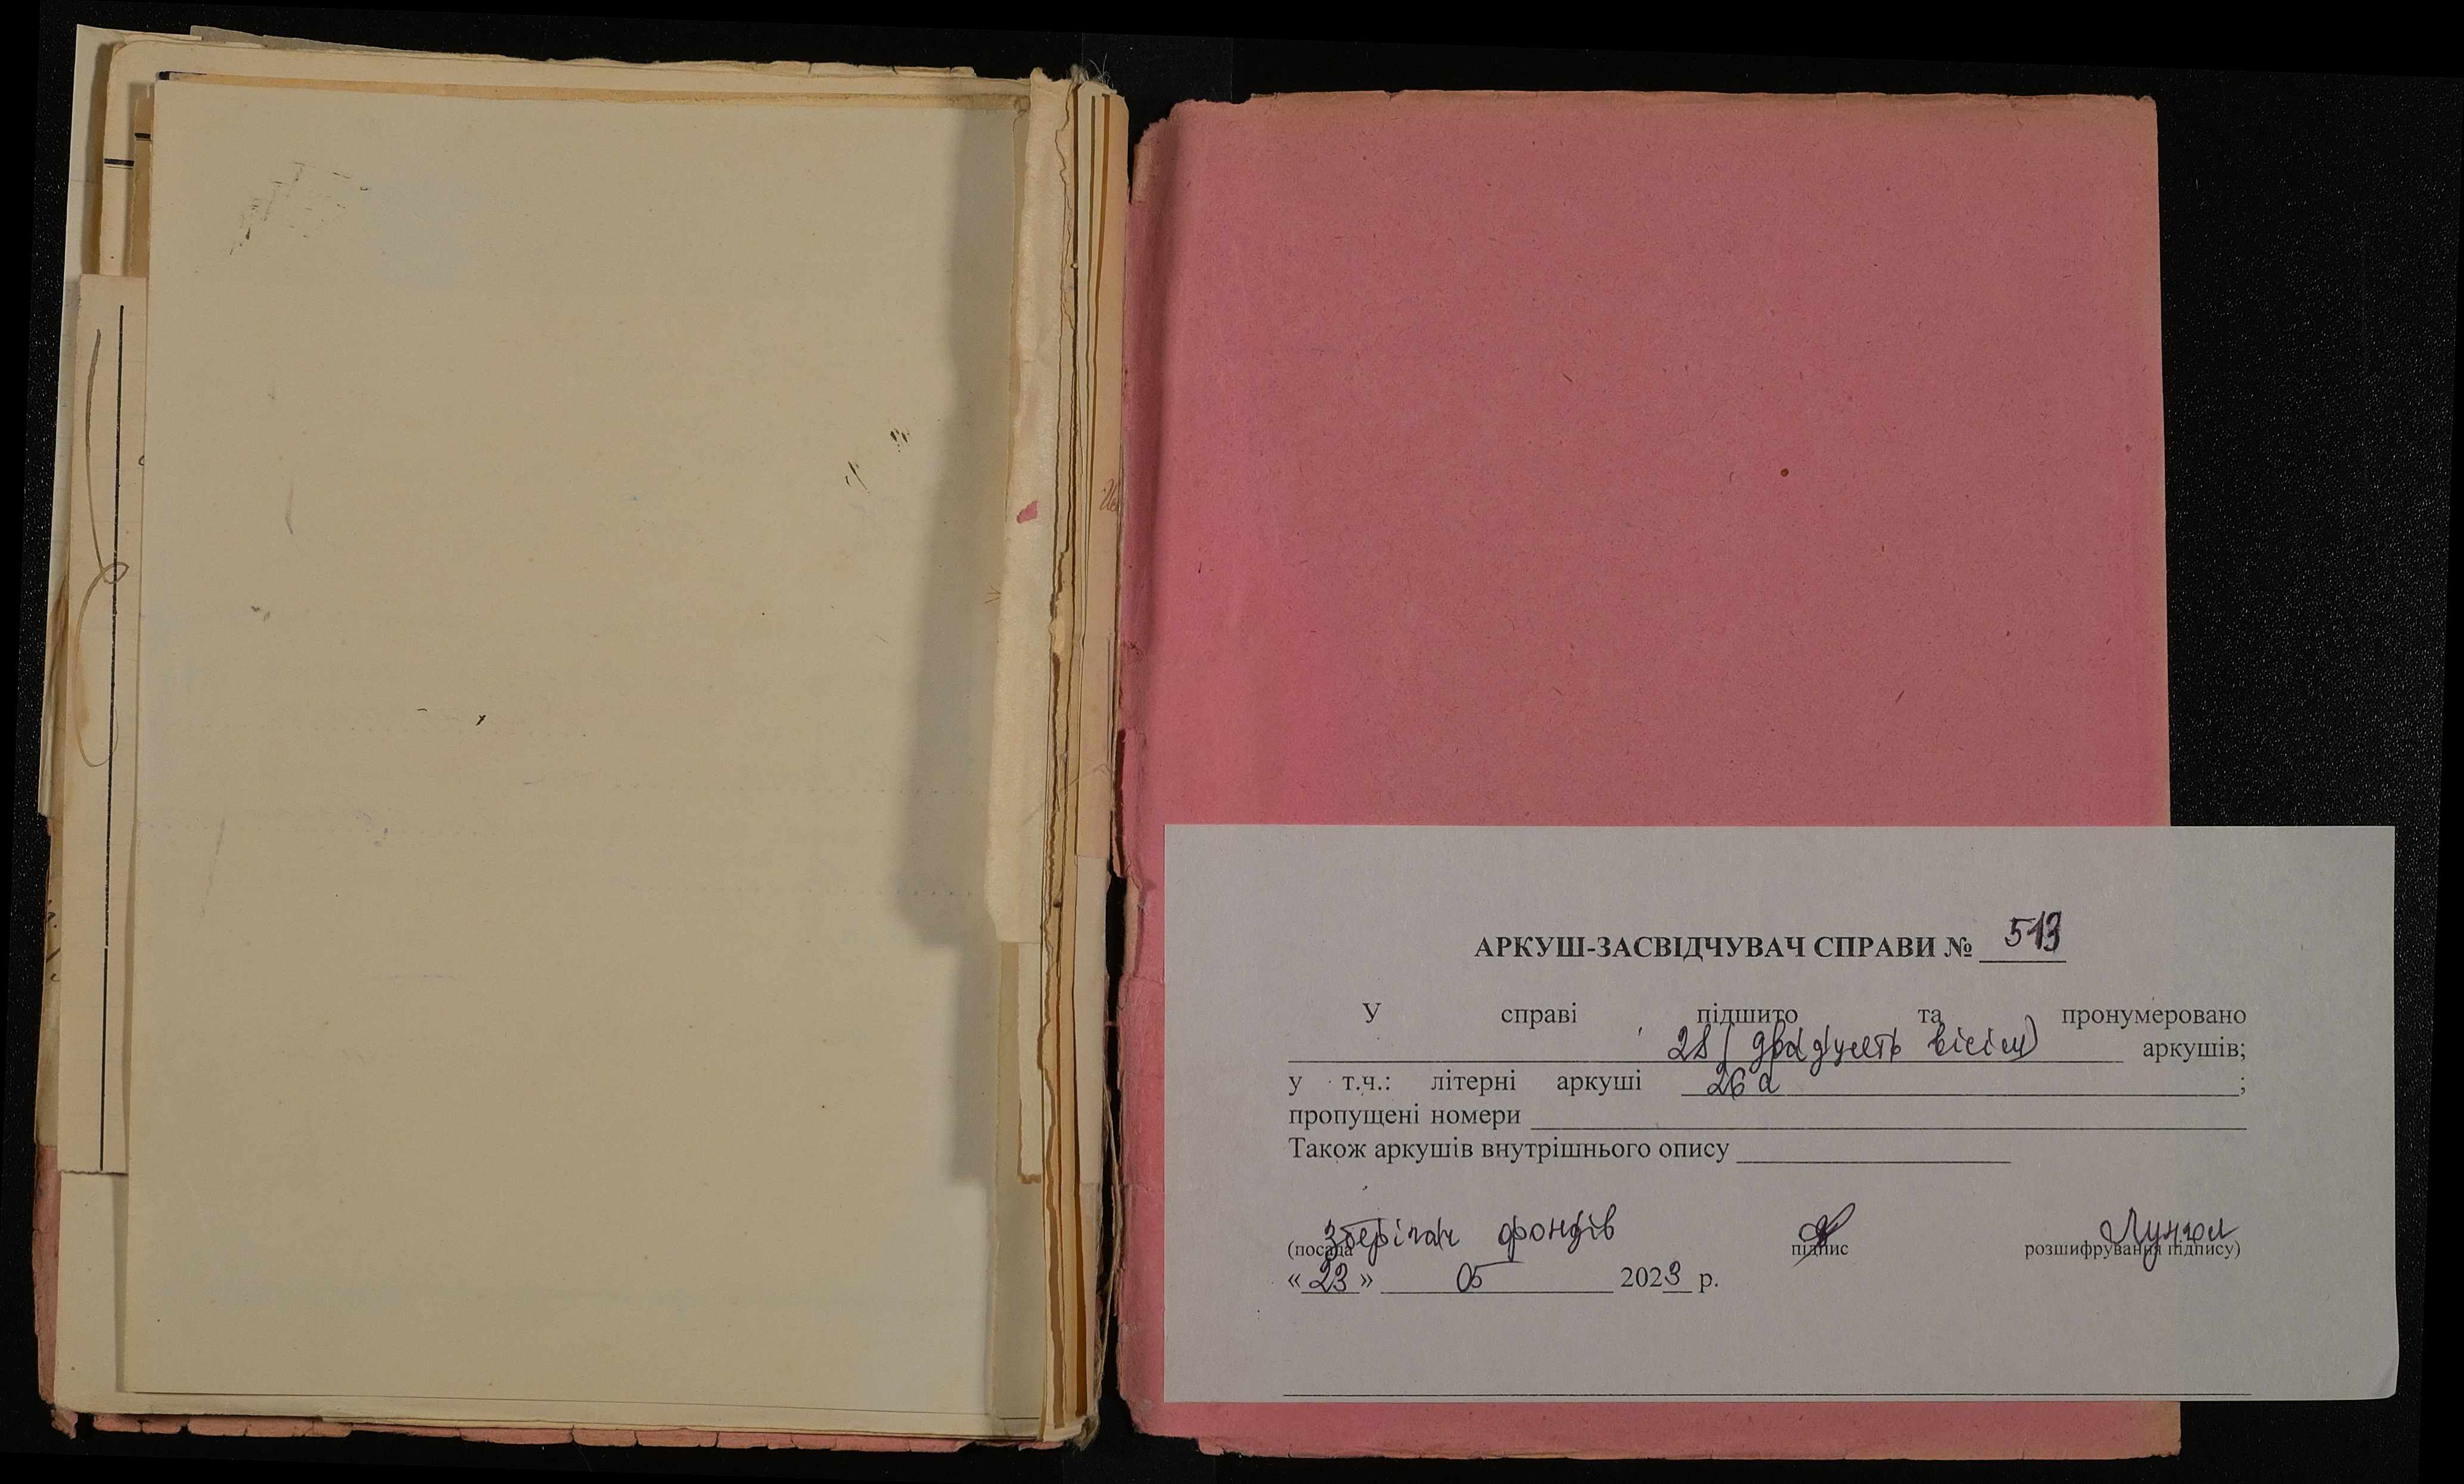 АРКУШ-ЗАСВІДЧУВАЧ СПРАВИ № 513
У справі підшито та пронумеровано
28 (двадцять вісім) аркушів;
у т.ч.: літерні аркуші 26 а ;
пропущені номери
Також аркушів внутрішнього опису
Зберігач фондів
(посада підпис розшифрування підпису)
« 23 » 05 2023 р.